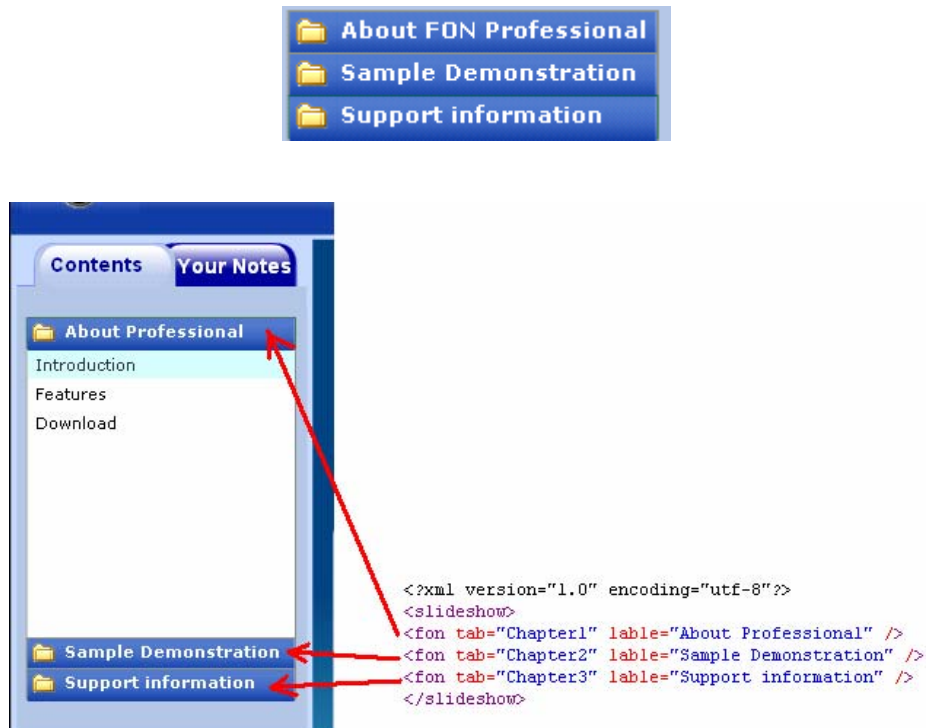 About FON Professional
Sample Demonstration
Support information
Contents
Your Notes
About Professional
Introduction
Features
Download
Sample Demonstration
Support information
<?xml version="1.0" encoding="utf-8"?>
<slideshow>
<fon tab="Chapter1" lable="About Professional" />
<fon tab="Chapter2" lable="Sample Demonstration" />
<fon tab="Chapter3" lable="Support information" />
</slideshow>